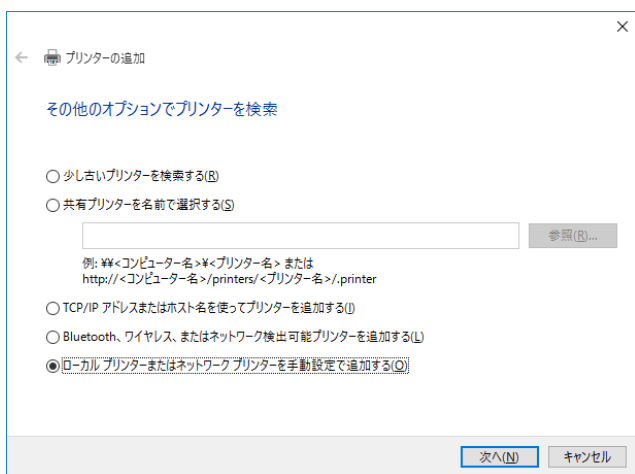 プリンターの追加
その他のオプションでプリンターを検索
少し古いプリンターを検索する(R)
共有プリンターを名前で選択する(S)
参照(R)...
例: ¥¥<コンピューター名>¥<プリンター名> または
http://<コンピューター名>/printers/<プリンター名>/.printer
TCP/IP アドレスまたはホスト名を使ってプリンターを追加する(I)
Bluetooth、ワイヤレス、またはネットワーク検出可能プリンターを追加する(L)
ローカル プリンターまたはネットワーク プリンターを手動設定で追加する(O)
次へ(N)
キャンセル